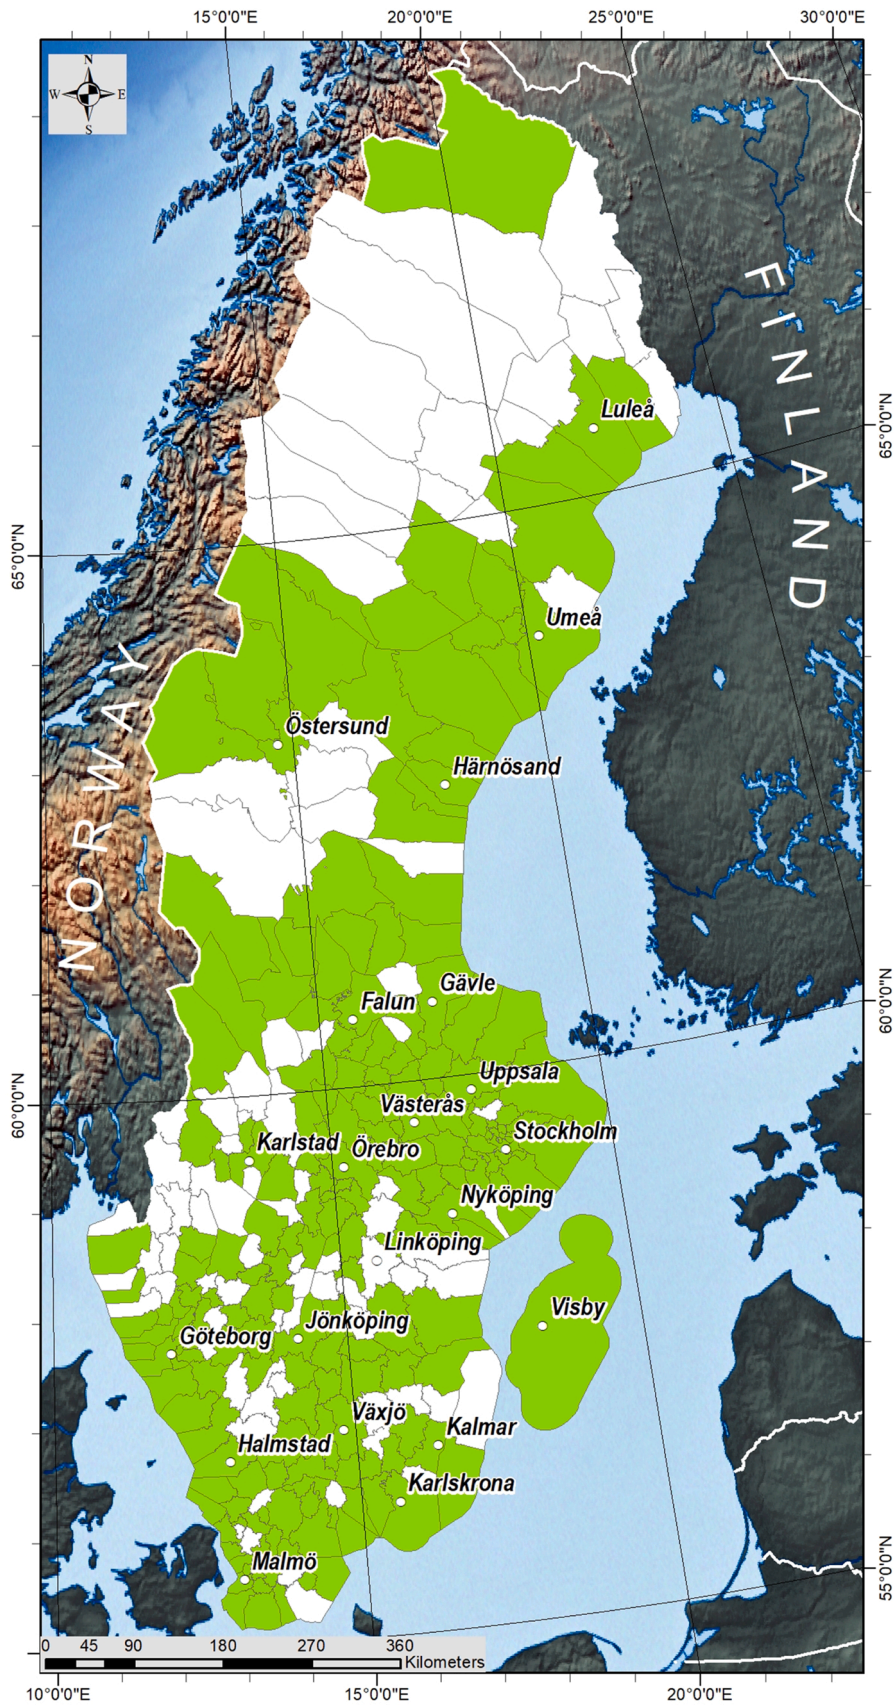 15°0'0"E 20°0'0"E 25°0'0"E 30°0'0"E
N
W E
S
FINLAND
Luleå
65°0'0"N
65°0'0"N
Umeå
NORWAY
Östersund
Härnösand
Gävle
Falun
60°0'0"N
Uppsala
60°0'0"N
Västerås
Stockholm
Karlstad
Örebro
Nyköping
Linköping
Visby
Jönköping
Göteborg
Växjö
Kalmar
Halmstad
Karlskrona
Malmö
55°0'0"N
0 45 90 180 270 360
Kilometers
10°0'0"E 15°0'0"E 20°0'0"E